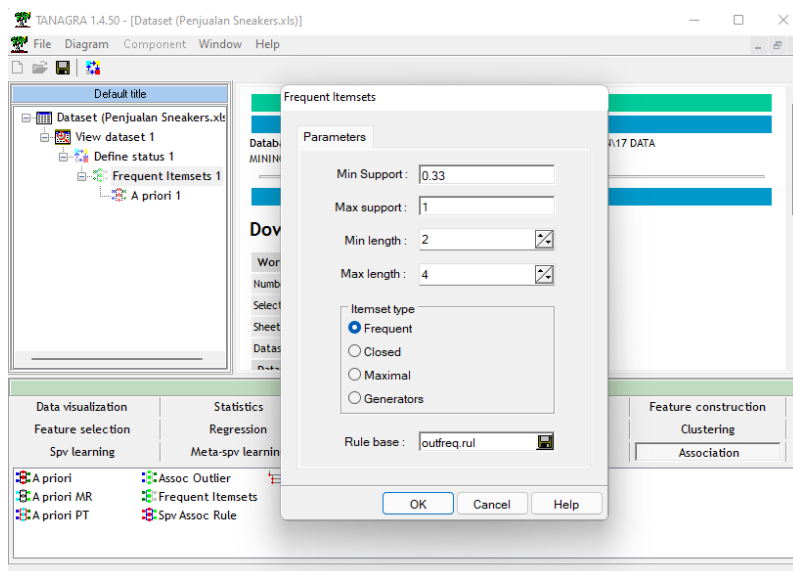 TANAGRA 1.4.50 - [Dataset (Penjualan Sneakers.xls)]
File Diagram Component Window Help
Default title
Dataset (Penjualan Sneakers.xls
View dataset 1
Define status 1
Frequent Itemsets 1
A priori 1
Datab
\17 DATA
MININ
Dow
Wor
Numb
Select
Sheet
Datas
Frequent Itemsets
Parameters
Min Support : 0.33
Max support : 1
Min length : 2
Max length : 4
Itemset type
Frequent
Closed
Maximal
Generators
Rule base : outfreq.rul
OK Cancel Help
Data visualization Statistics Feature construction
Feature selection Regression Clustering
Spv learning Meta-spv learnin Association
A priori Assoc Outlier
A priori MR Frequent Itemsets
A priori PT Spv Assoc Rule